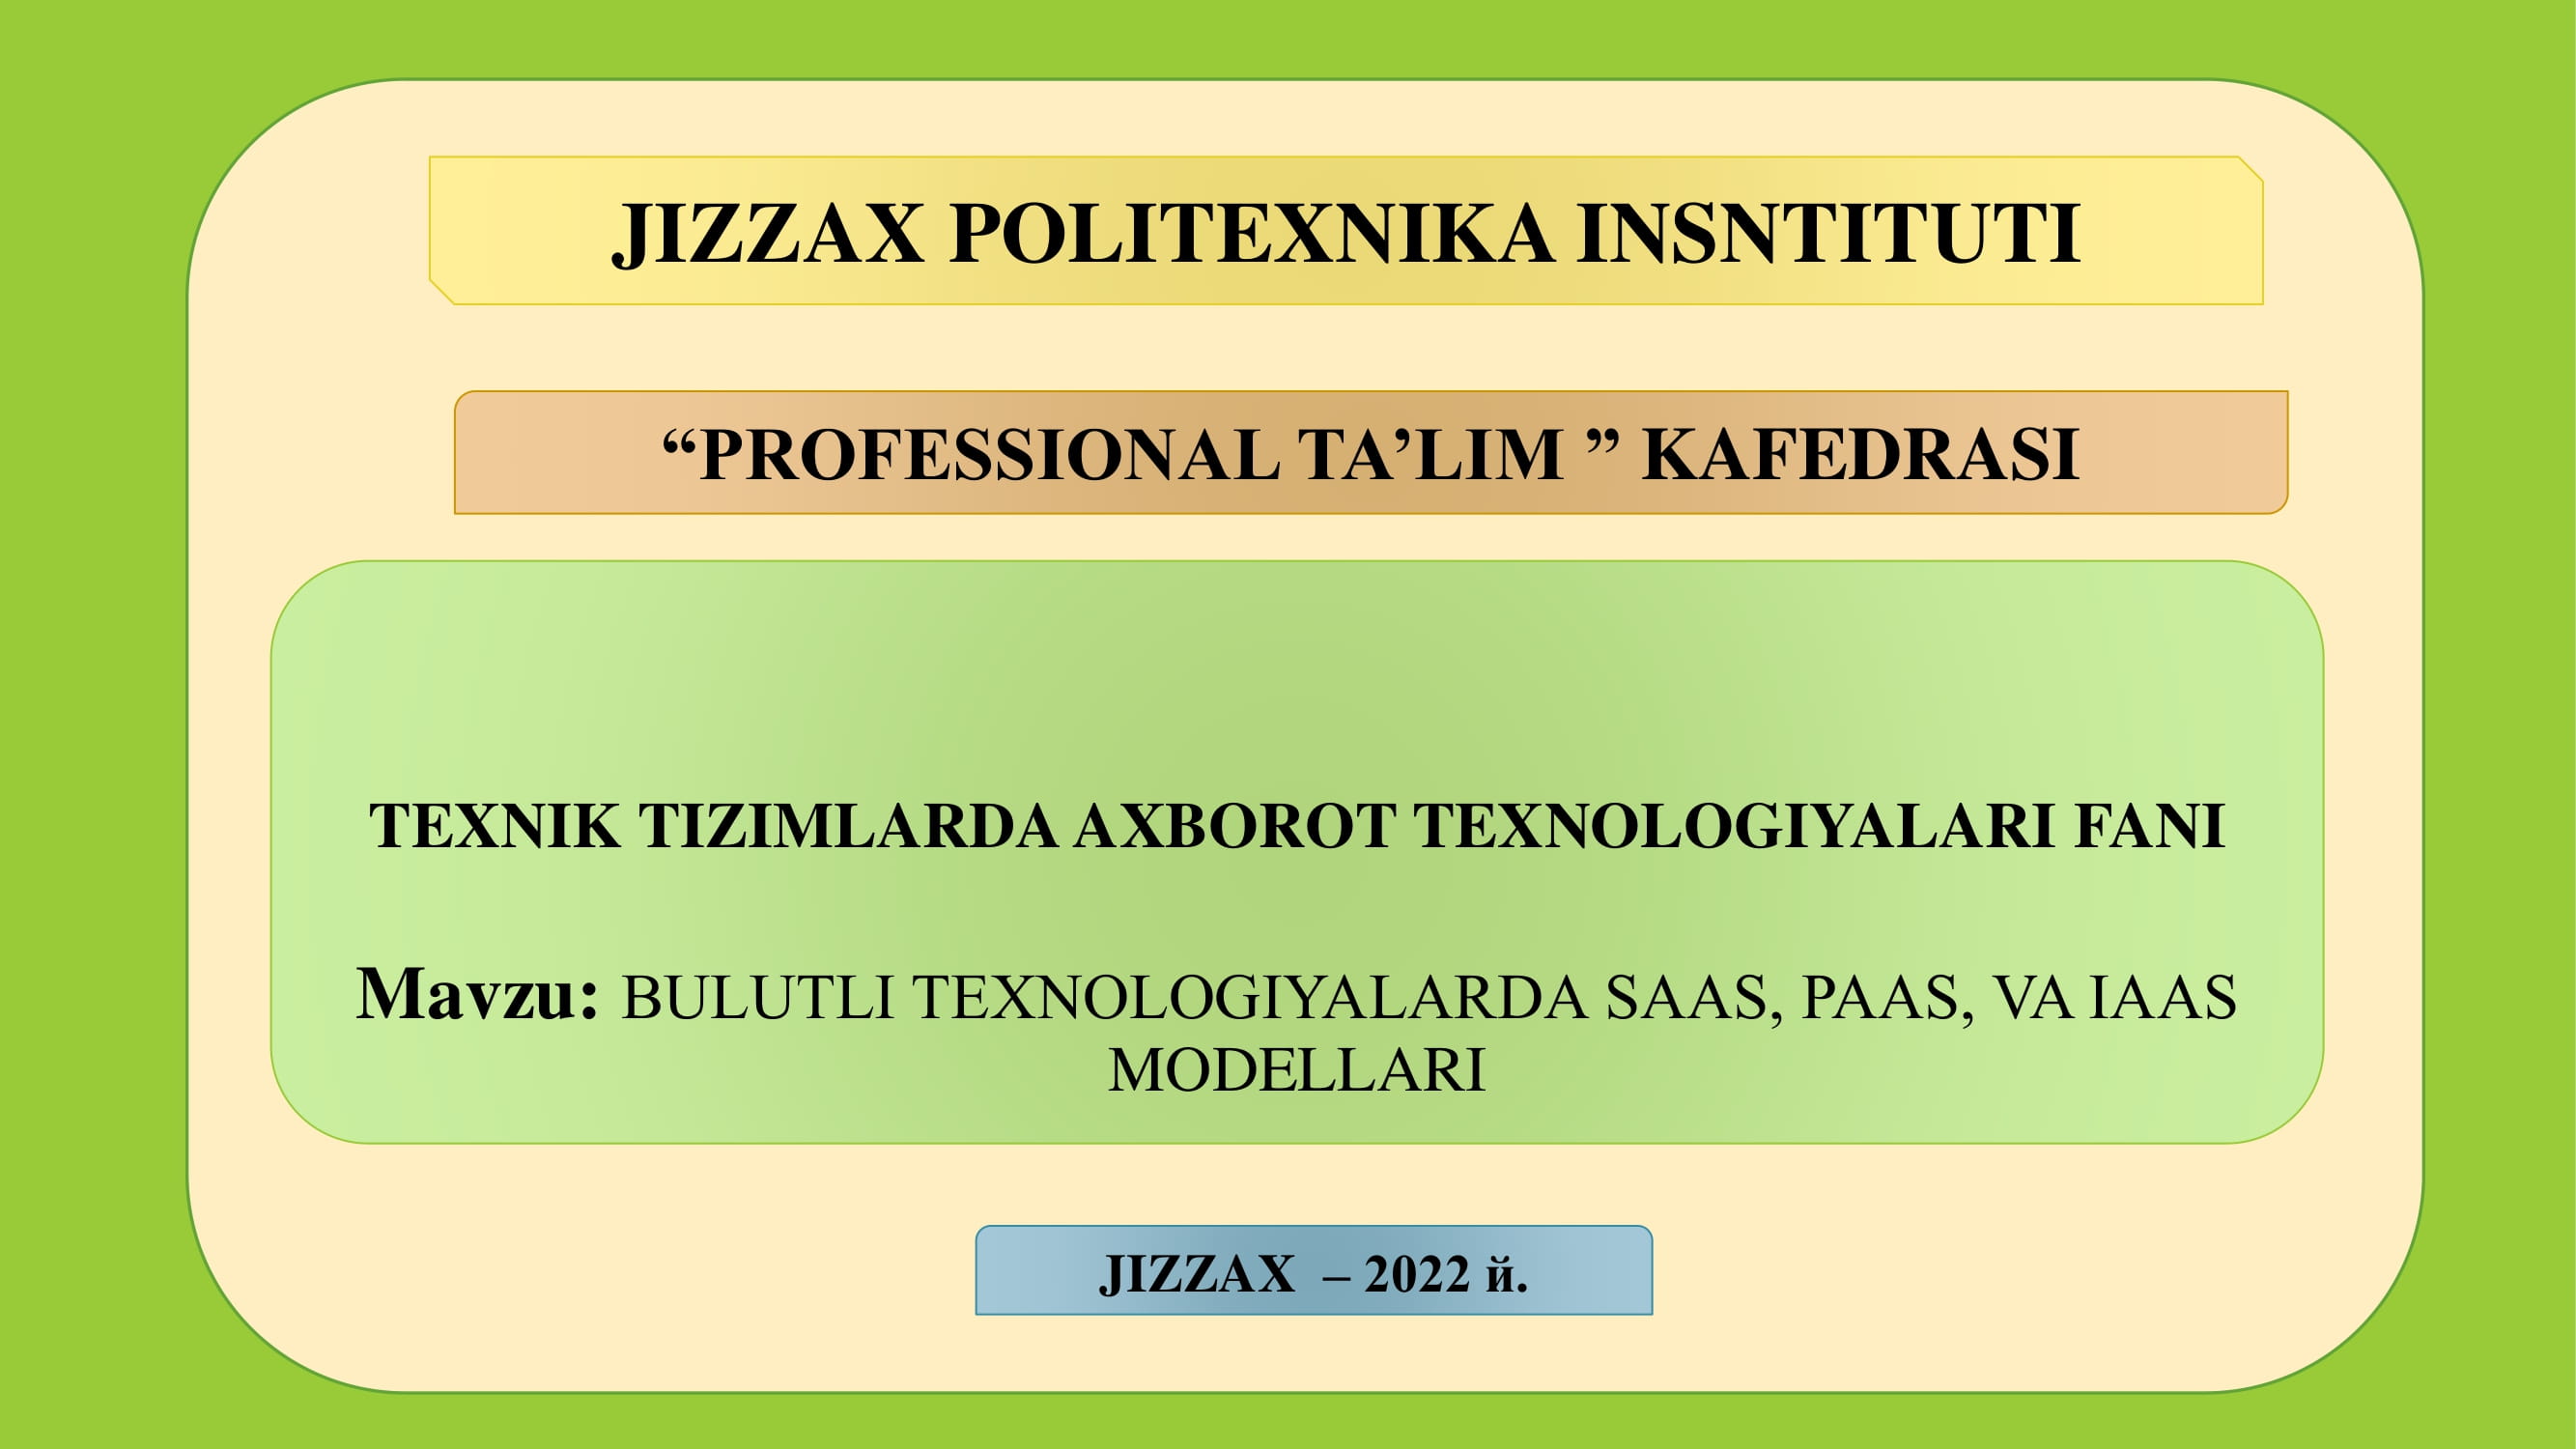 JIZZAX POLITEXNIKA INSNTITUTI
“PROFESSIONAL TA’LIM ” KAFEDRASI
TEXNIK TIZIMLARDA AXBOROT TEXNOLOGIYALARI FANI
Mavzu: BULUTLI TEXNOLOGIYALARDA SAAS, PAAS, VA IAAS
MODELLARI
JIZZAX – 2022 й.